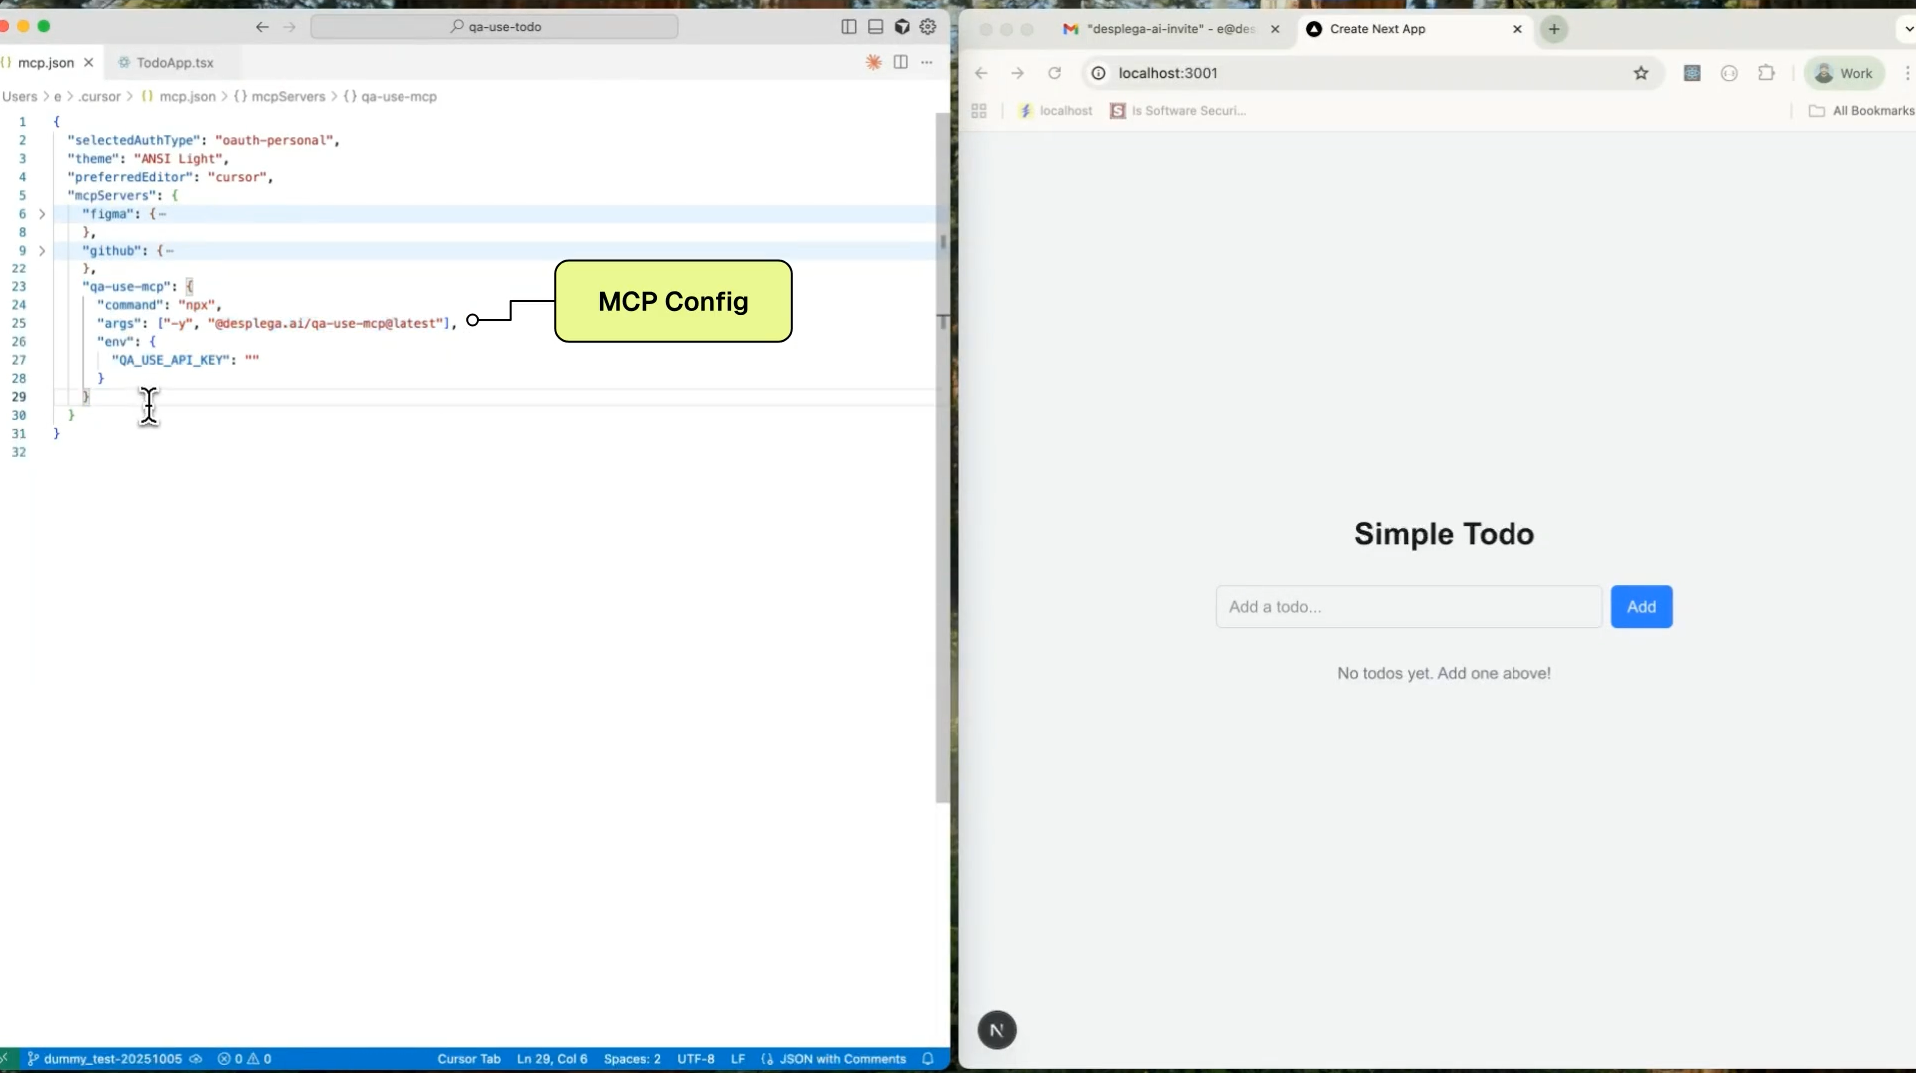 qa-use-todo
mcp.json
TodoApp.tsx
Users > e > .cursor > {} mcp.json > {} mcpServers > {} qa-use-mcp
1 {
2 "selectedAuthType": "oauth-personal",
3 "theme": "ANSI Light",
4 "preferredEditor": "cursor",
5 "mcpServers": {
6 "figma": {…
8 },
9 "github": {…
22 },
23 "qa-use-mcp": {
24 "command": "npx",
25 "args": ["-y", "@desplega.ai/qa-use-mcp@latest"],
26 "env": {
27 "QA_USE_API_KEY": ""
28 }
29 }
30 }
31 }
32
MCP Config
dummy_test-20251005 0 0 Cursor Tab Ln 29, Col 6 Spaces: 2 UTF-8 LF JSON with Comments
"desplega-ai-invite" - e@des
Create Next App
localhost:3001
Work
localhost
Is Software Securi...
All Bookmarks
Simple Todo
Add a todo...
Add
No todos yet. Add one above!
N